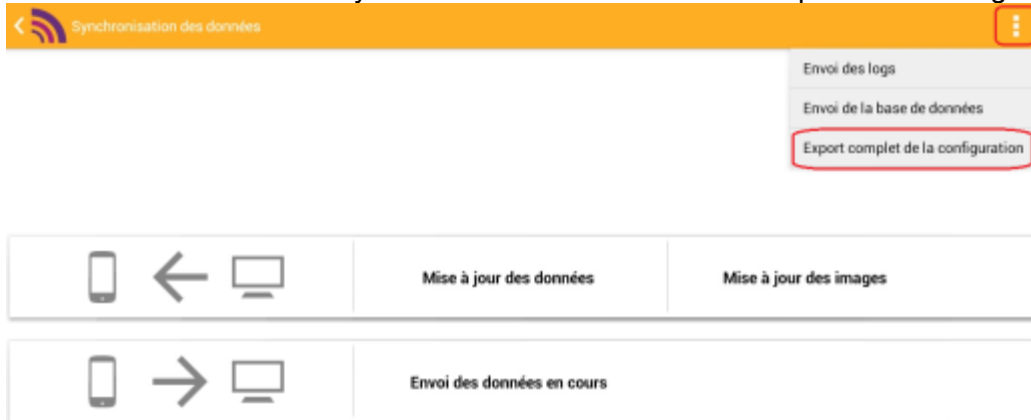 Synchronisation des données
Envoi des logs
Envoi de la base de données
Export complet de la configuration
Mise à jour des données
Mise à jour des images
Envoi des données en cours